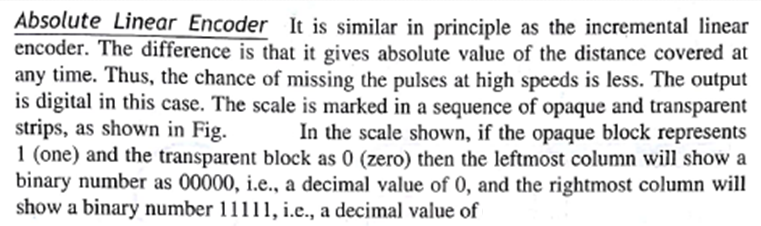 Absolute Linear Encoder It is similar in principle as the incremental linear
encoder. The difference is that it gives absolute value of the distance covered at
any time. Thus, the chance of missing the pulses at high speeds is less. The output
is digital in this case. The scale is marked in a sequence of opaque and transparent
strips, as shown in Fig. In the scale shown, if the opaque block represents
1 (one) and the transparent block as 0 (zero) then the leftmost column will show a
binary number as 00000, i.e., a decimal value of 0, and the rightmost column will
show a binary number 11111, i.e., a decimal value of